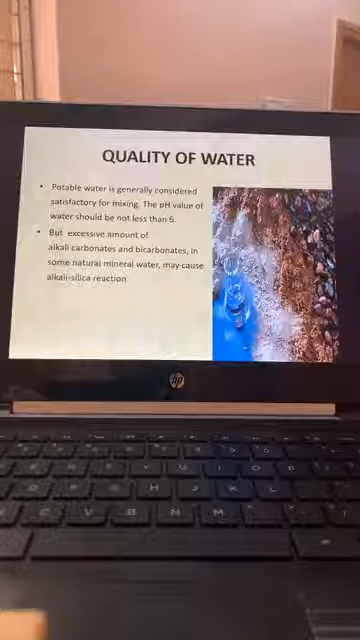 QUALITY OF WATER
• Potable water is generally considered
satisfactory for mixing. The pH value of
water should be not less than 6.
• But excessive amount of
alkali carbonates and bicarbonates, in
some natural mineral water, may cause
alkali-silica reaction.
hp
U I O
H J K L
C V B N M